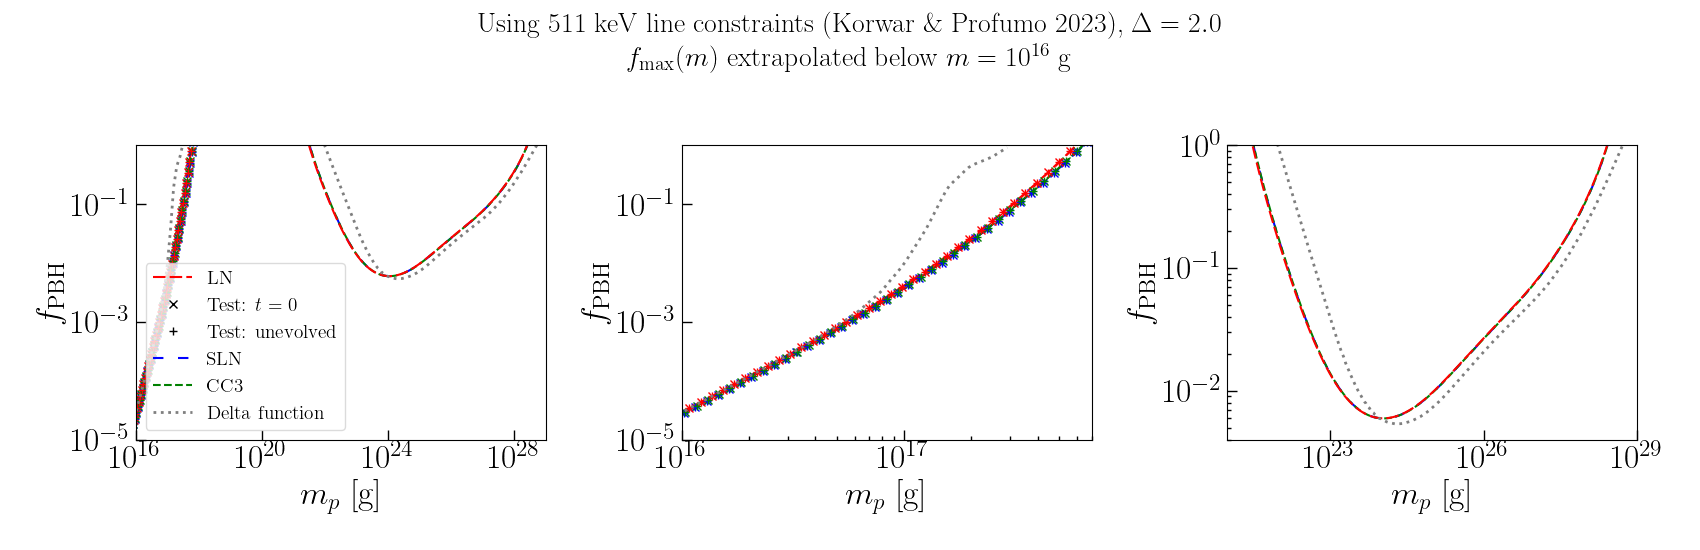 Using 511 keV line constraints (Korwar & Profumo 2023), Δ = 2.0
f_max(m) extrapolated below m = 10^16 g
f_PBH
10^-1
10^-3
10^-5
10^16
10^20
10^24
10^28
m_p [g]
LN
Test: t = 0
Test: unevolved
SLN
CC3
Delta function
f_PBH
10^-1
10^-3
10^-5
10^16
10^17
m_p [g]
f_PBH
10^0
10^-1
10^-2
10^23
10^26
10^29
m_p [g]